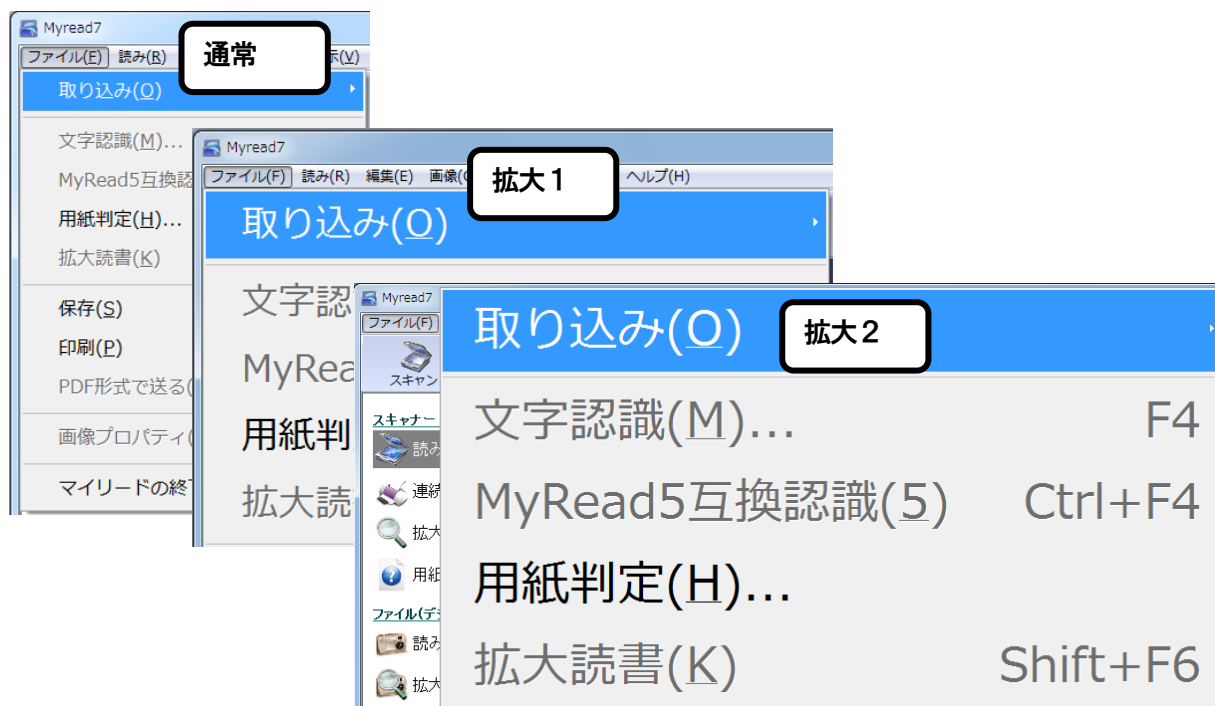 Myread7
通常
ファイル(F) 読み(R)
(V)
取り込み(O)
文字認識(M)...
MyRead5互換認
用紙判定(H)...
拡大読書(K)
保存(S)
印刷(P)
PDF形式で送る(
画像プロパティ(
マイリードの終了
Myread7
拡大1
ファイル(F) 読み(R) 編集(E) 画像( ヘルプ(H)
取り込み(O)
文字認
MyRea
用紙判
拡大読
Myread7
拡大2
ファイル(F)
スキャン
スキャナー
読み
連続
拡大
用紙
ファイル(デ
読み
拡大
取り込み(O)
文字認識(M)... F4
MyRead5互換認識(5) Ctrl+F4
用紙判定(H)...
拡大読書(K) Shift+F6